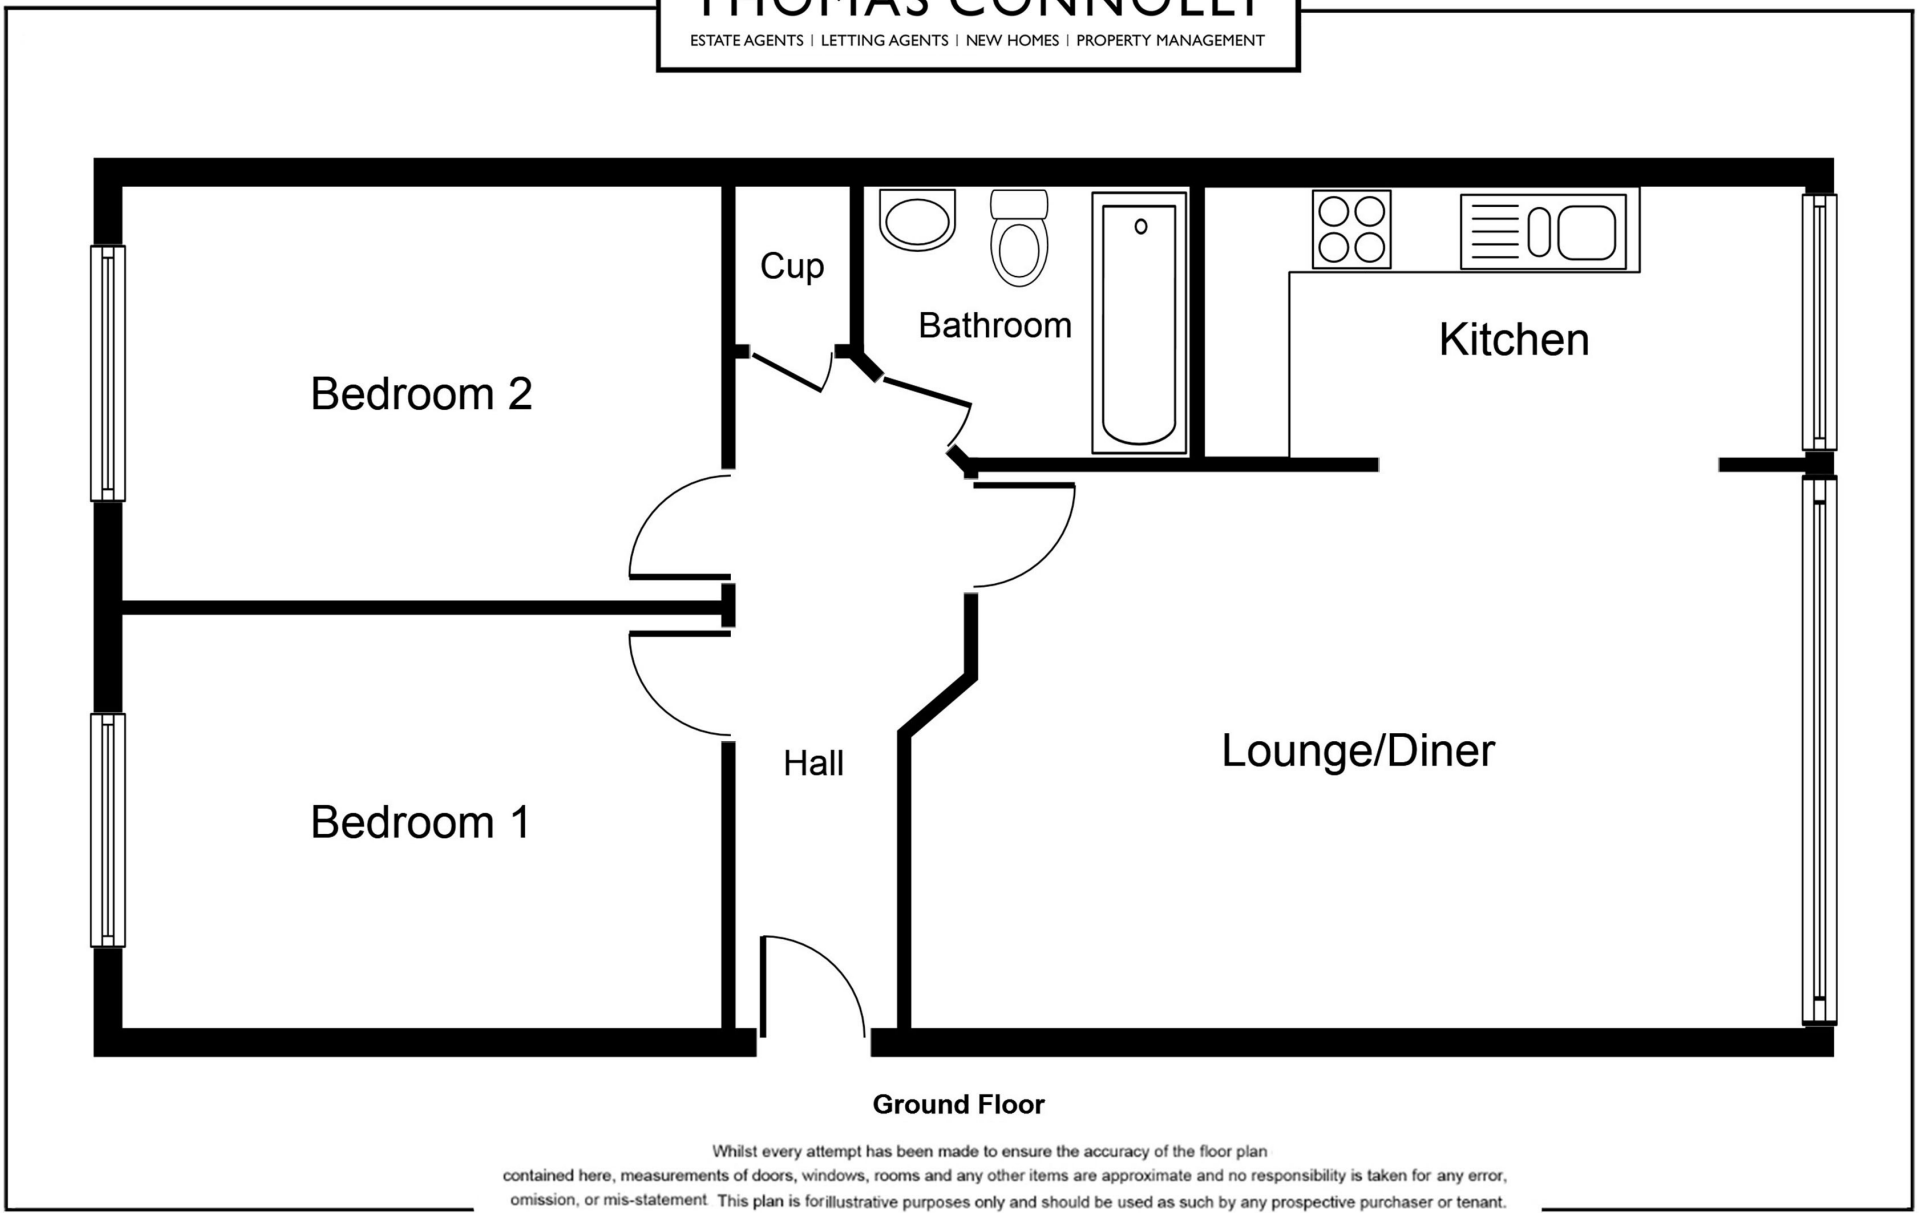 THOMAS CONNOLLY
ESTATE AGENTS | LETTING AGENTS | NEW HOMES | PROPERTY MANAGEMENT
Cup
Bathroom
Kitchen
Bedroom 2
Lounge/Diner
Hall
Bedroom 1
Ground Floor
Whilst every attempt has been made to ensure the accuracy of the floor plan
contained here, measurements of doors, windows, rooms and any other items are approximate and no responsibility is taken for any error,
omission, or mis-statement This plan is for illustrative purposes only and should be used as such by any prospective purchaser or tenant.